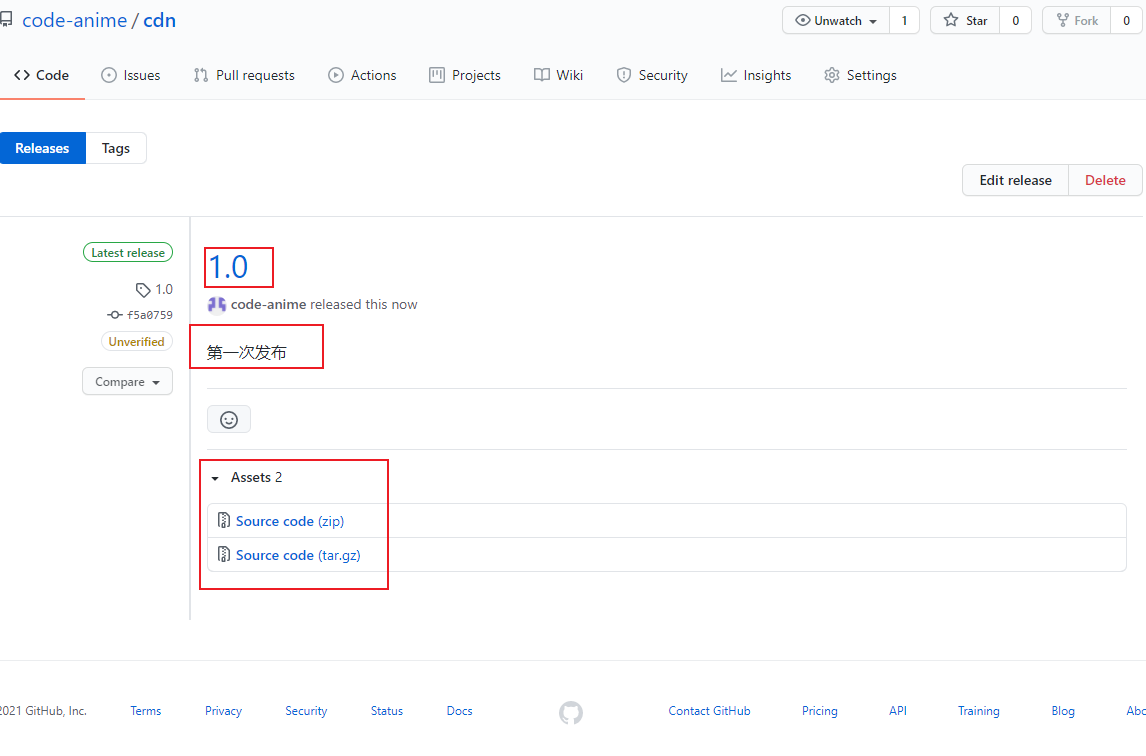 code-anime / cdn
Unwatch 1 Star 0 Fork 0
Code Issues Pull requests Actions Projects Wiki Security Insights Settings
Releases Tags
Edit release Delete
Latest release
1.0
f5a0759
Unverified
Compare
1.0
code-anime released this now
第一次发布
Assets 2
Source code (zip)
Source code (tar.gz)
2021 GitHub, Inc. Terms Privacy Security Status Docs Contact GitHub Pricing API Training Blog